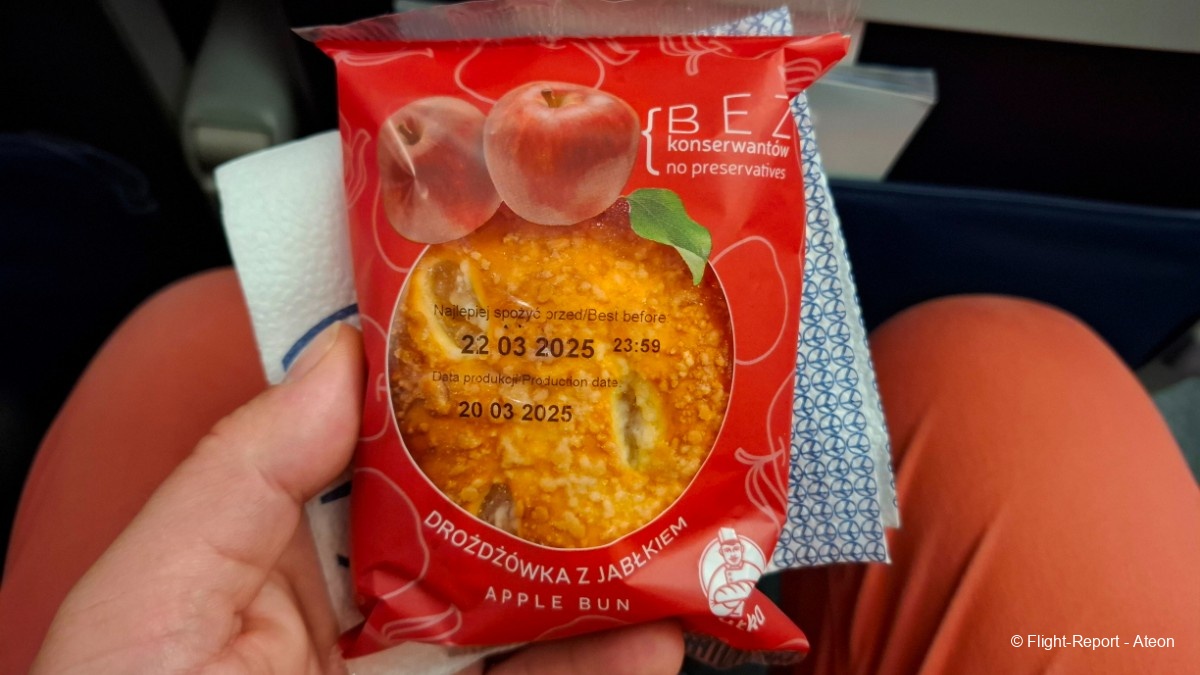 BEZ
konserwantów
no preservatives
Najlepiej spożyć przed/Best before
22 03 2025 23:59
Data produkcji/Production date:
20 03 2025
DROŻDŻÓWKA Z JABŁKIEM
APPLE BUN
© Flight-Report - Ateon